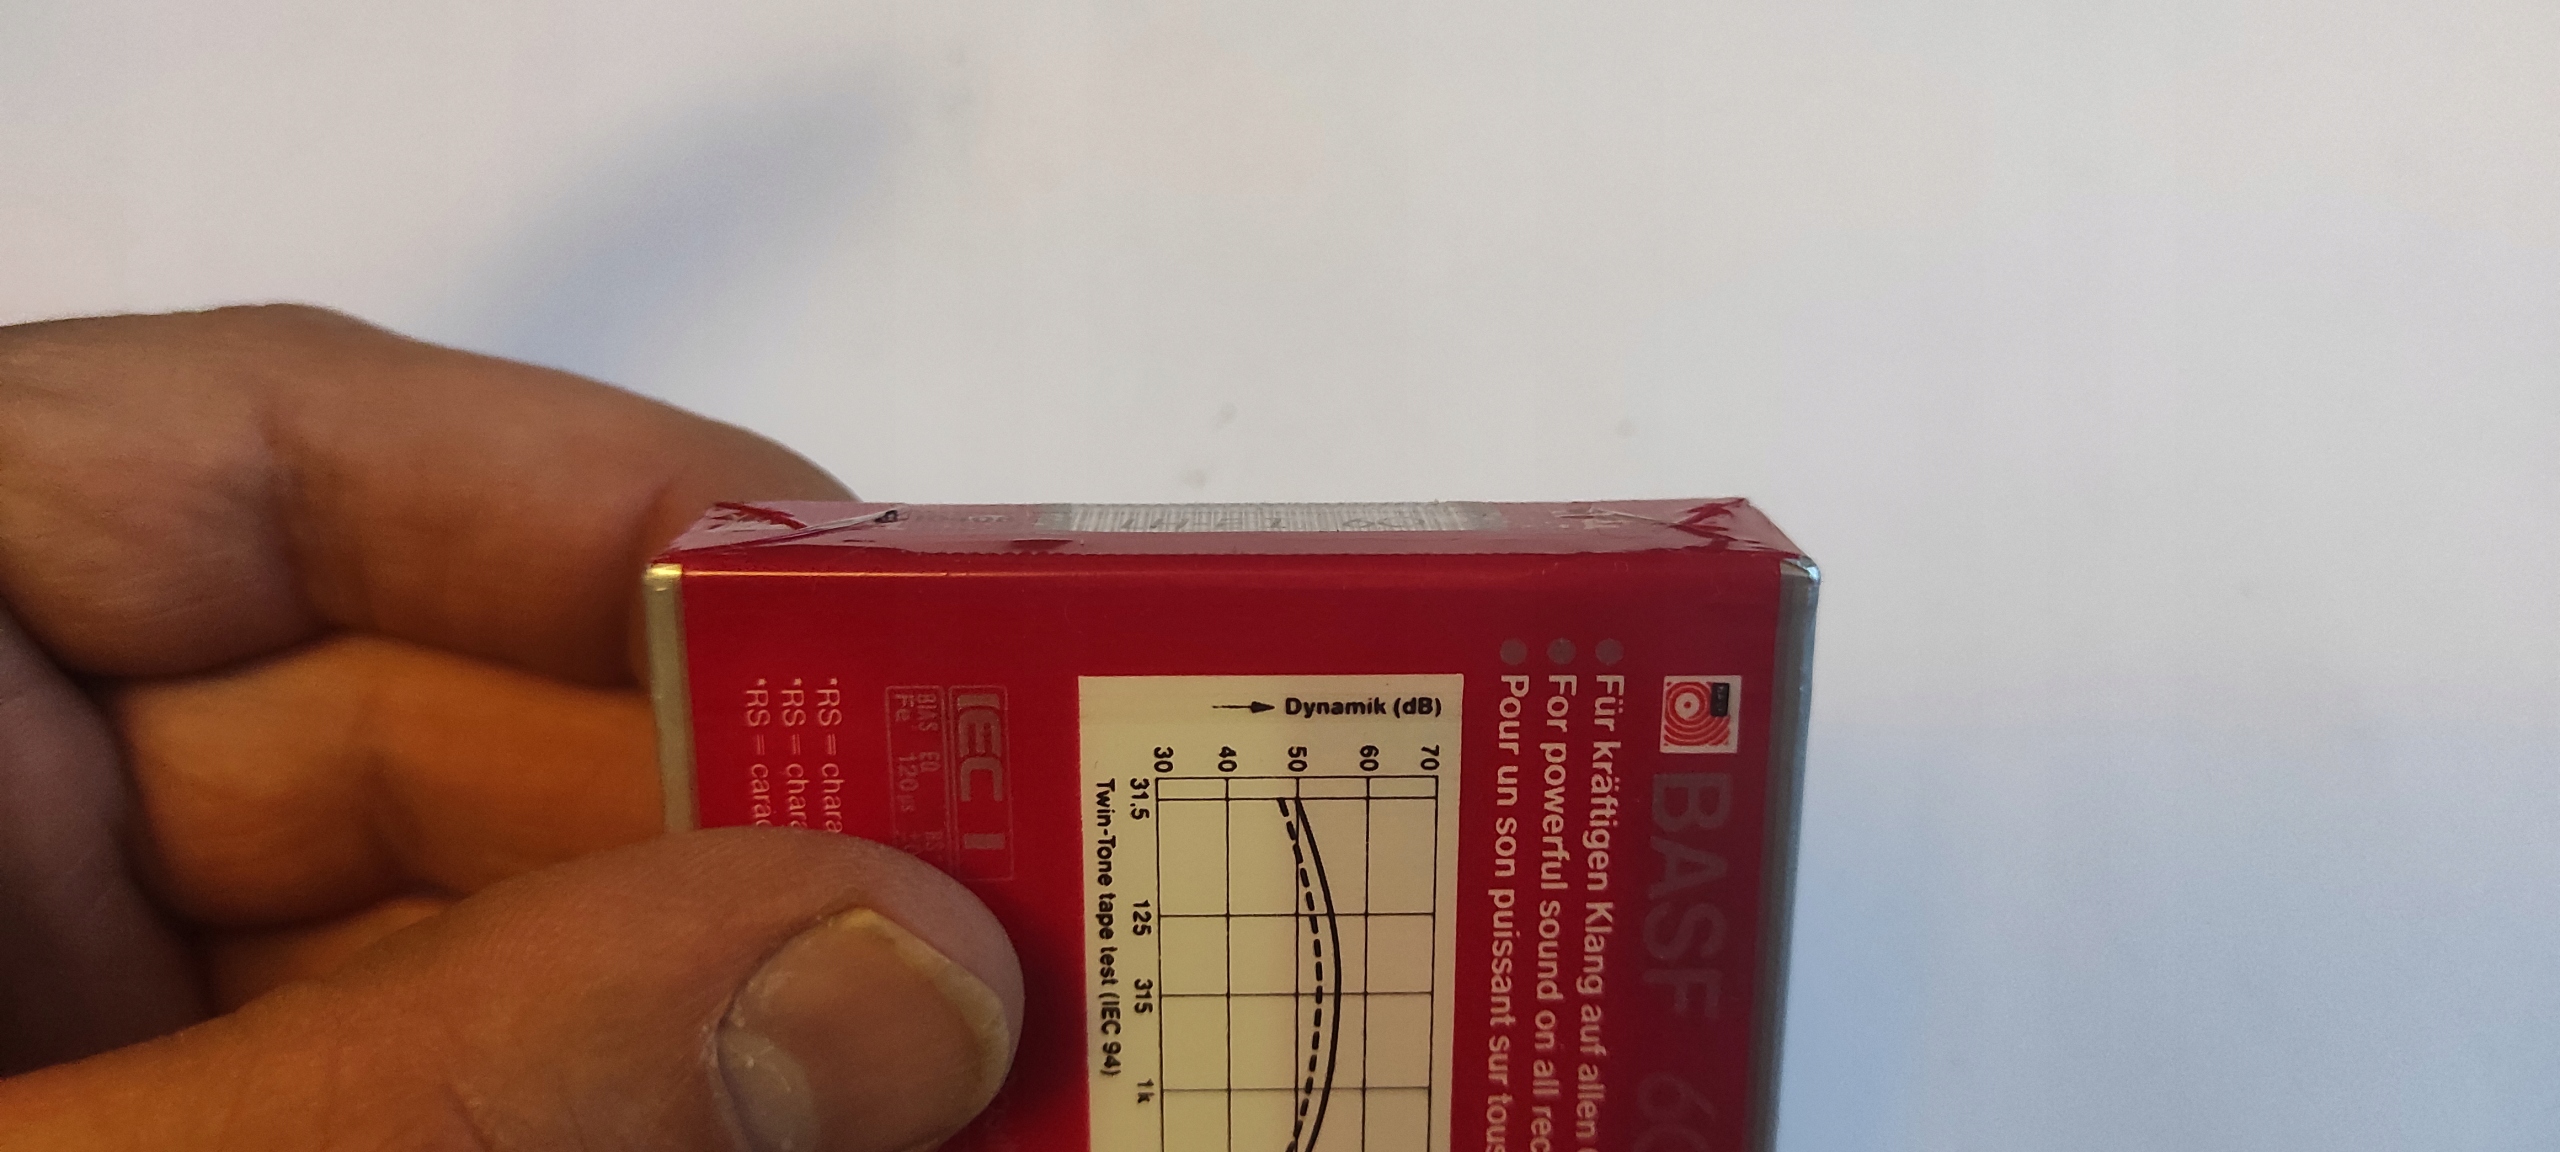 BASF 60
● Für kräftigen Klang auf allen
● For powerful sound on all rec
● Pour un son puissant sur tous
Dynamik (dB)
70
60
50
40
30
31,5 125 315 1k
Twin-Tone tape test (IEC 94)
IEC I
BIAS EQ RS
Fe 120 µs
*RS = chara
*RS = chara
*RS = carac